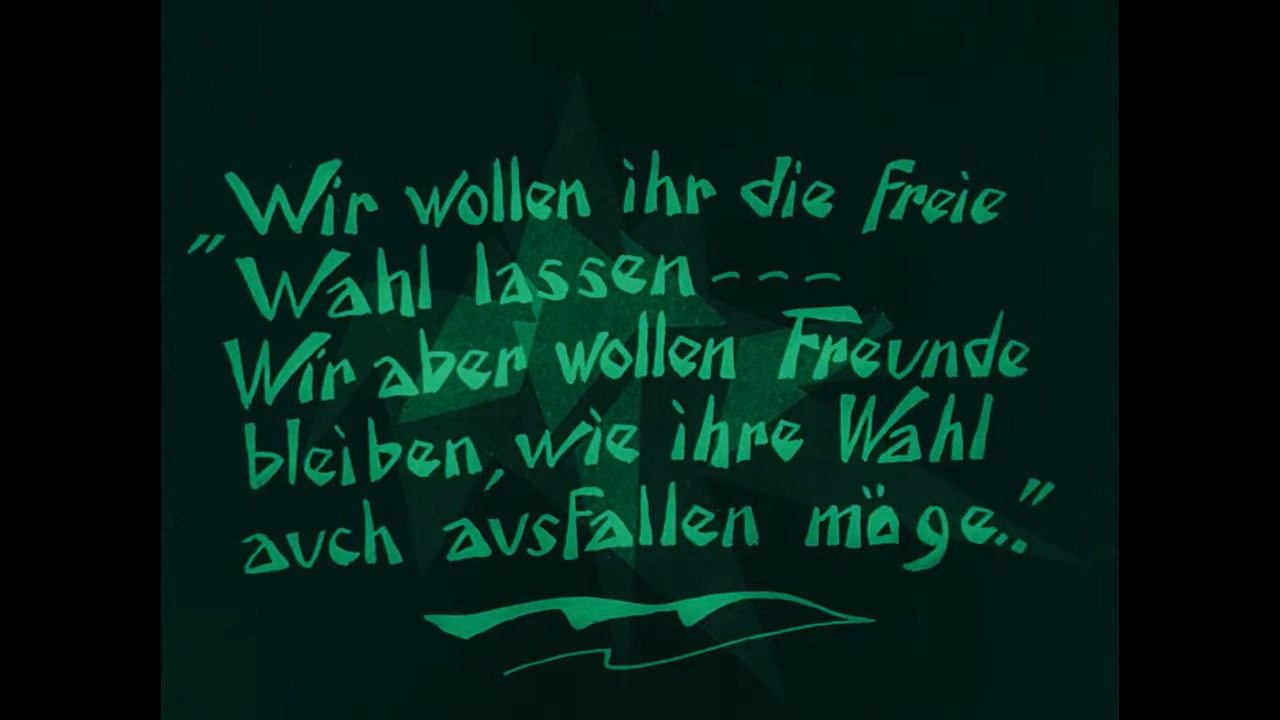 "Wir wollen ihr die freie
Wahl lassen - - -
Wir aber wollen Freunde
bleiben, wie ihre Wahl
auch ausfallen möge.."